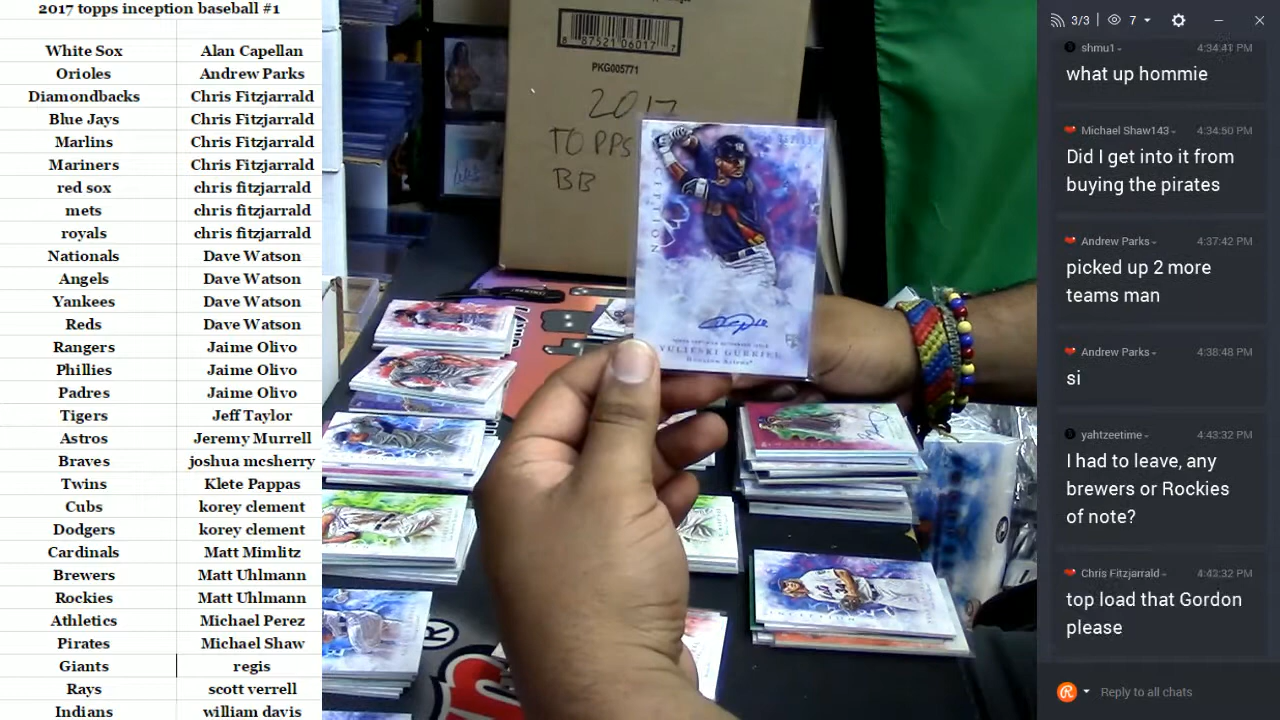 2017 topps inception baseball #1
White Sox Alan Capellan
Orioles Andrew Parks
Diamondbacks Chris Fitzjarrald
Blue Jays Chris Fitzjarrald
Marlins Chris Fitzjarrald
Mariners Chris Fitzjarrald
red sox chris fitzjarrald
mets chris fitzjarrald
royals chris fitzjarrald
Nationals Dave Watson
Angels Dave Watson
Yankees Dave Watson
Reds Dave Watson
Rangers Jaime Olivo
Phillies Jaime Olivo
Padres Jaime Olivo
Tigers Jeff Taylor
Astros Jeremy Murrell
Braves joshua mcsherry
Twins Klete Pappas
Cubs korey clement
Dodgers korey clement
Cardinals Matt Mimlitz
Brewers Matt Uhlmann
Rockies Matt Uhlmann
Athletics Michael Perez
Pirates Michael Shaw
Giants regis
Rays scott verrell
Indians william davis
8 87521 06017 7
PKG005771
2017
TOPPS
BB
INCEPTION
YULIESKI GURRIEL
Houston Astros
3/3 7
shmu1 4:34:41 PM
what up hommie
Michael Shaw143 4:34:50 PM
Did I get into it from
buying the pirates
Andrew Parks 4:37:42 PM
picked up 2 more
teams man
Andrew Parks 4:38:48 PM
si
yahtzeetime 4:43:32 PM
I had to leave, any
brewers or Rockies
of note?
Chris Fitzjarrald 4:43:32 PM
top load that Gordon
please
Reply to all chats